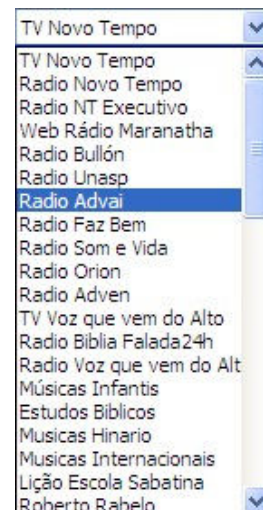 TV Novo Tempo
TV Novo Tempo
Radio Novo Tempo
Radio NT Executivo
Web Rádio Maranatha
Radio Bullón
Radio Unasp
Radio Advai
Radio Faz Bem
Radio Som e Vida
Radio Orion
Radio Adven
TV Voz que vem do Alto
Radio Biblia Falada24h
Radio Voz que vem do Alt
Músicas Infantis
Estudos Biblicos
Musicas Hinario
Musicas Internacionais
Lição Escola Sabatina
Roberto Rabelo